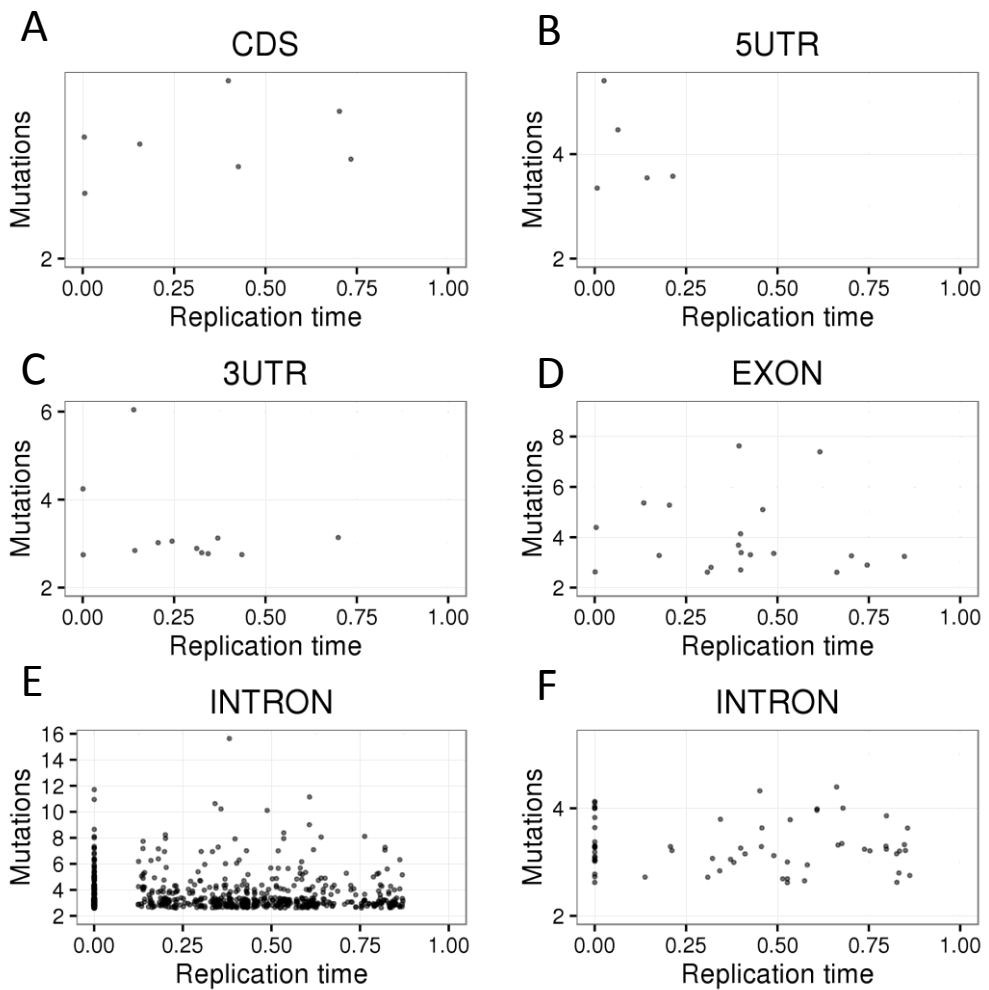 A
CDS
Mutations
2
0.00 0.25 0.50 0.75 1.00
Replication time
B
5UTR
Mutations
4
2
0.00 0.25 0.50 0.75 1.00
Replication time
C
3UTR
Mutations
6
4
2
0.00 0.25 0.50 0.75 1.00
Replication time
D
EXON
Mutations
8
6
4
2
0.00 0.25 0.50 0.75 1.00
Replication time
E
INTRON
Mutations
16
14
12
10
8
6
4
2
0.00 0.25 0.50 0.75 1.00
Replication time
F
INTRON
Mutations
4
2
0.00 0.25 0.50 0.75 1.00
Replication time